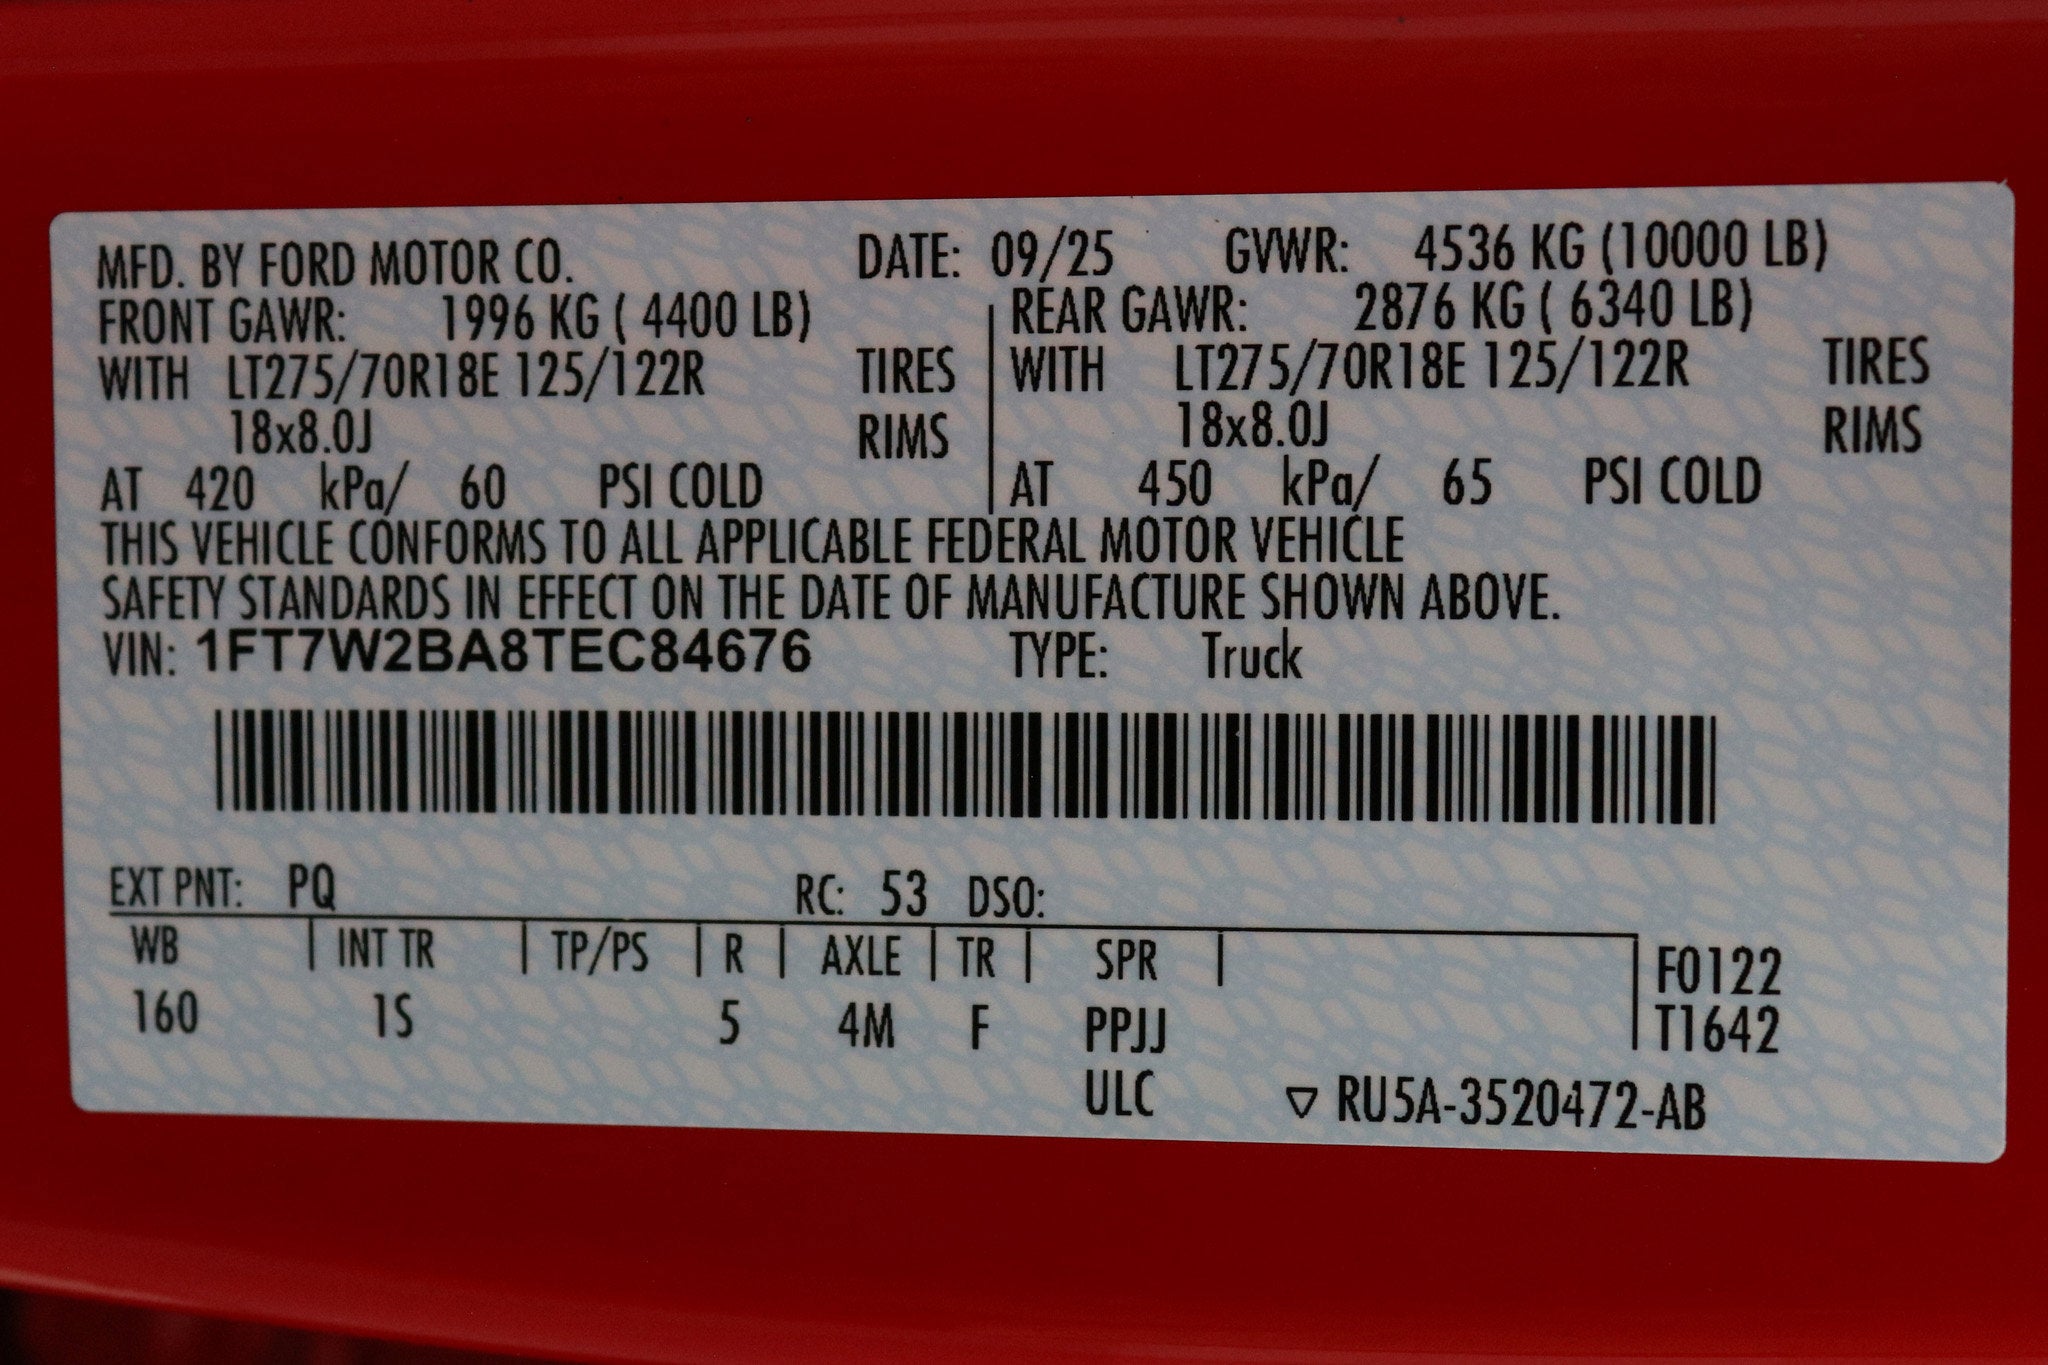 MFD. BY FORD MOTOR CO. DATE: 09/25 GVWR: 4536 KG (10000 LB)
FRONT GAWR: 1996 KG ( 4400 LB) REAR GAWR: 2876 KG ( 6340 LB)
WITH LT275/70R18E 125/122R TIRES WITH LT275/70R18E 125/122R TIRES
18x8.0J RIMS 18x8.0J RIMS
AT 420 kPa/ 60 PSI COLD AT 450 kPa/ 65 PSI COLD
THIS VEHICLE CONFORMS TO ALL APPLICABLE FEDERAL MOTOR VEHICLE
SAFETY STANDARDS IN EFFECT ON THE DATE OF MANUFACTURE SHOWN ABOVE.
VIN: 1FT7W2BA8TEC84676 TYPE: Truck
EXT PNT: PQ RC: 53 DSO:
WB INT TR TP/PS R AXLE TR SPR F0122
160 1S 5 4M F PPJJ T1642
ULC ▽ RU5A-3520472-AB